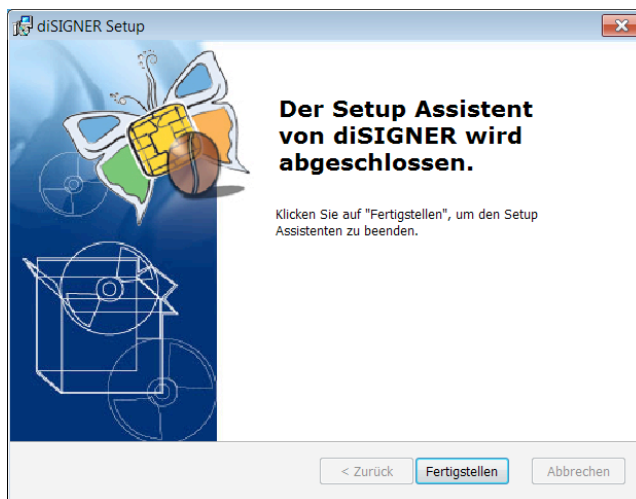 diSIGNER Setup
Der Setup Assistent
von diSIGNER wird
abgeschlossen.
Klicken Sie auf "Fertigstellen", um den Setup
Assistenten zu beenden.
< Zurück Fertigstellen Abbrechen